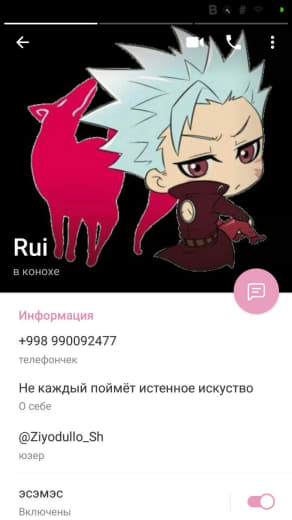 Rui
в конохе
Информация
+998 990092477
телефончек
Не каждый поймёт истенное искуство
О себе
@Ziyodullo_Sh
юзер
эсэмэс
Включены